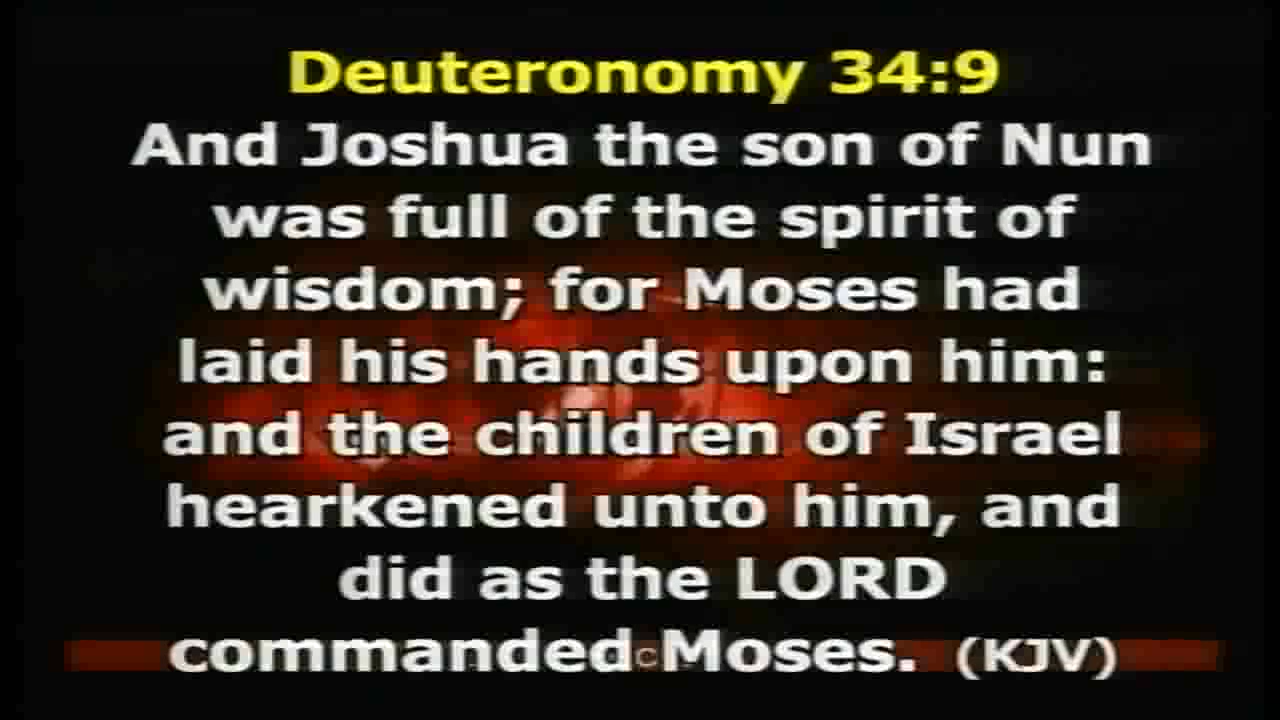 Deuteronomy 34:9
And Joshua the son of Nun
was full of the spirit of
wisdom; for Moses had
laid his hands upon him:
and the children of Israel
hearkened unto him, and
did as the LORD
commanded Moses. (KJV)